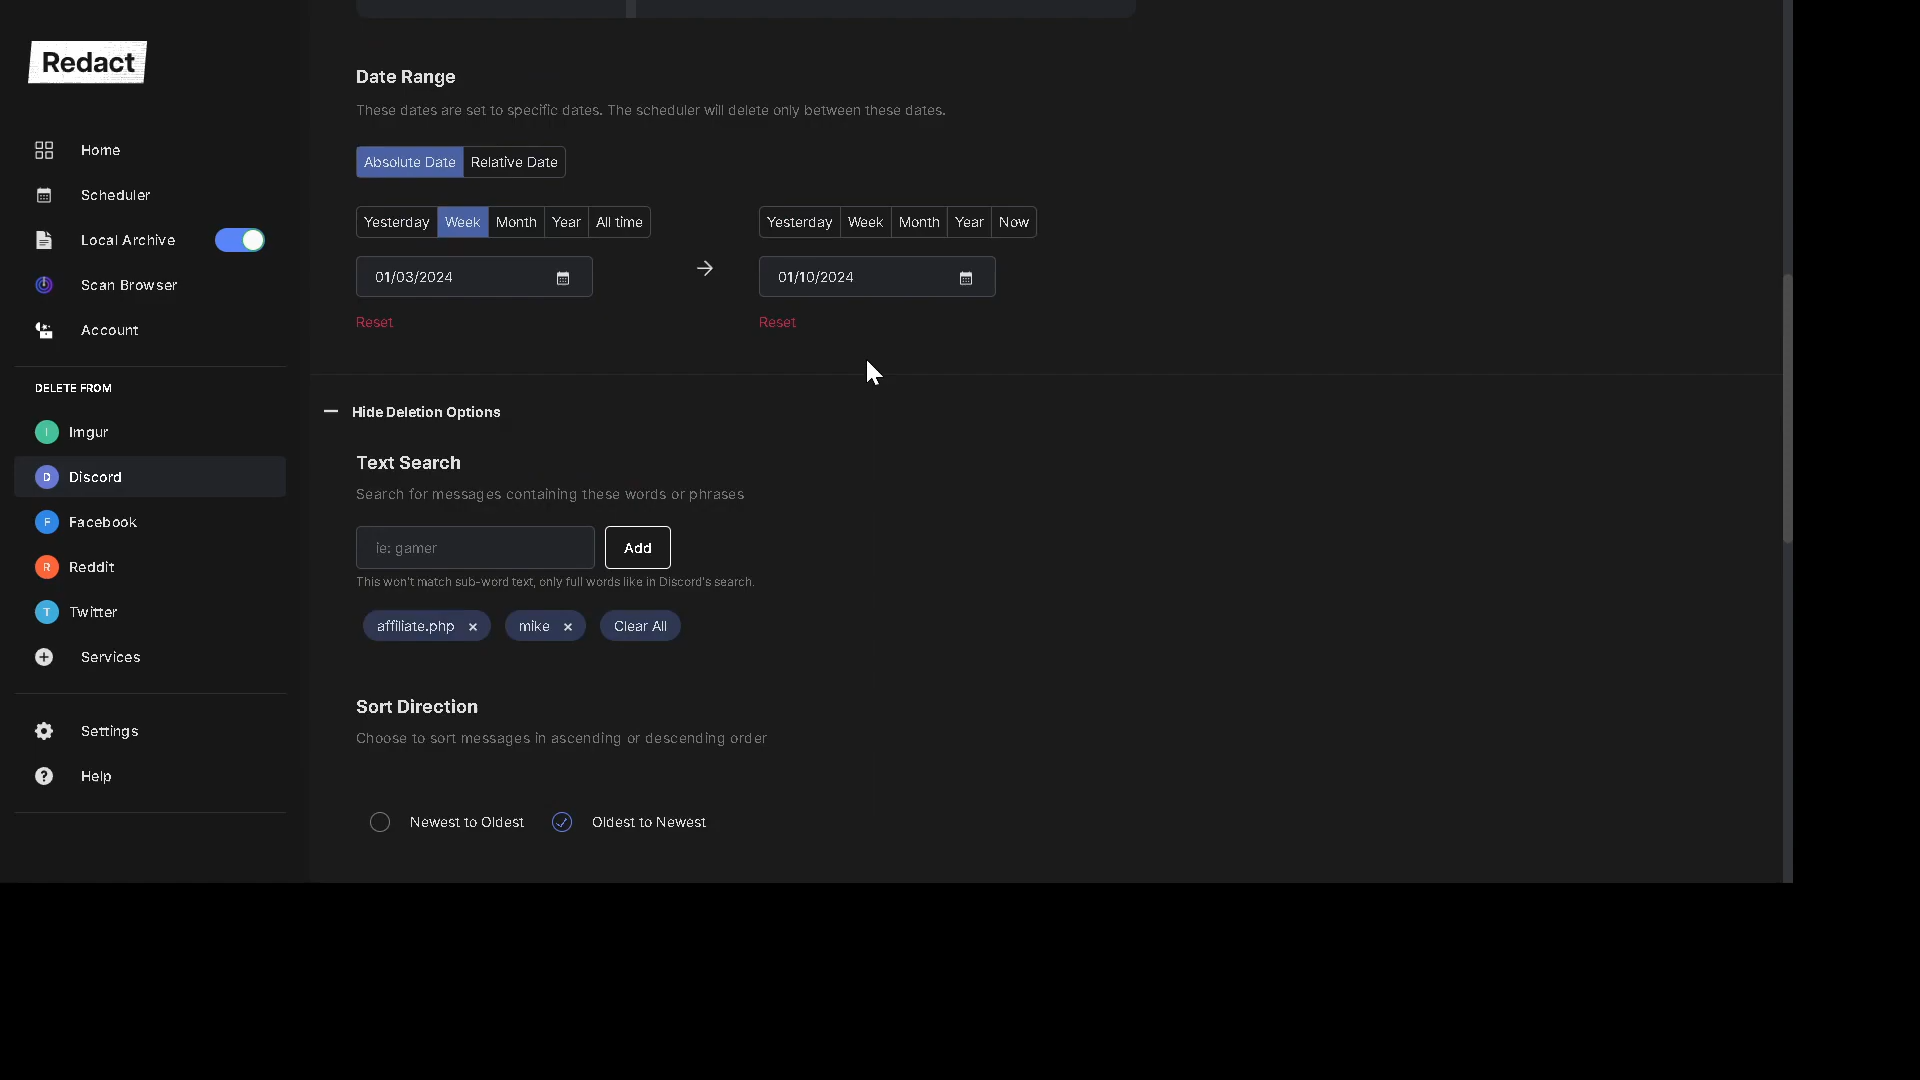 Redact
Home
Scheduler
Local Archive
Scan Browser
Account
DELETE FROM
I Imgur
D Discord
F Facebook
R Reddit
T Twitter
Services
Settings
? Help
Date Range
These dates are set to specific dates. The scheduler will delete only between these dates.
Absolute Date Relative Date
Yesterday Week Month Year All time
01/03/2024
Reset
Yesterday Week Month Year Now
01/10/2024
Reset
Hide Deletion Options
Text Search
Search for messages containing these words or phrases
ie: gamer Add
This won't match sub-word text, only full words like in Discord's search.
affiliate.php × mike × Clear All
Sort Direction
Choose to sort messages in ascending or descending order
Newest to Oldest Oldest to Newest